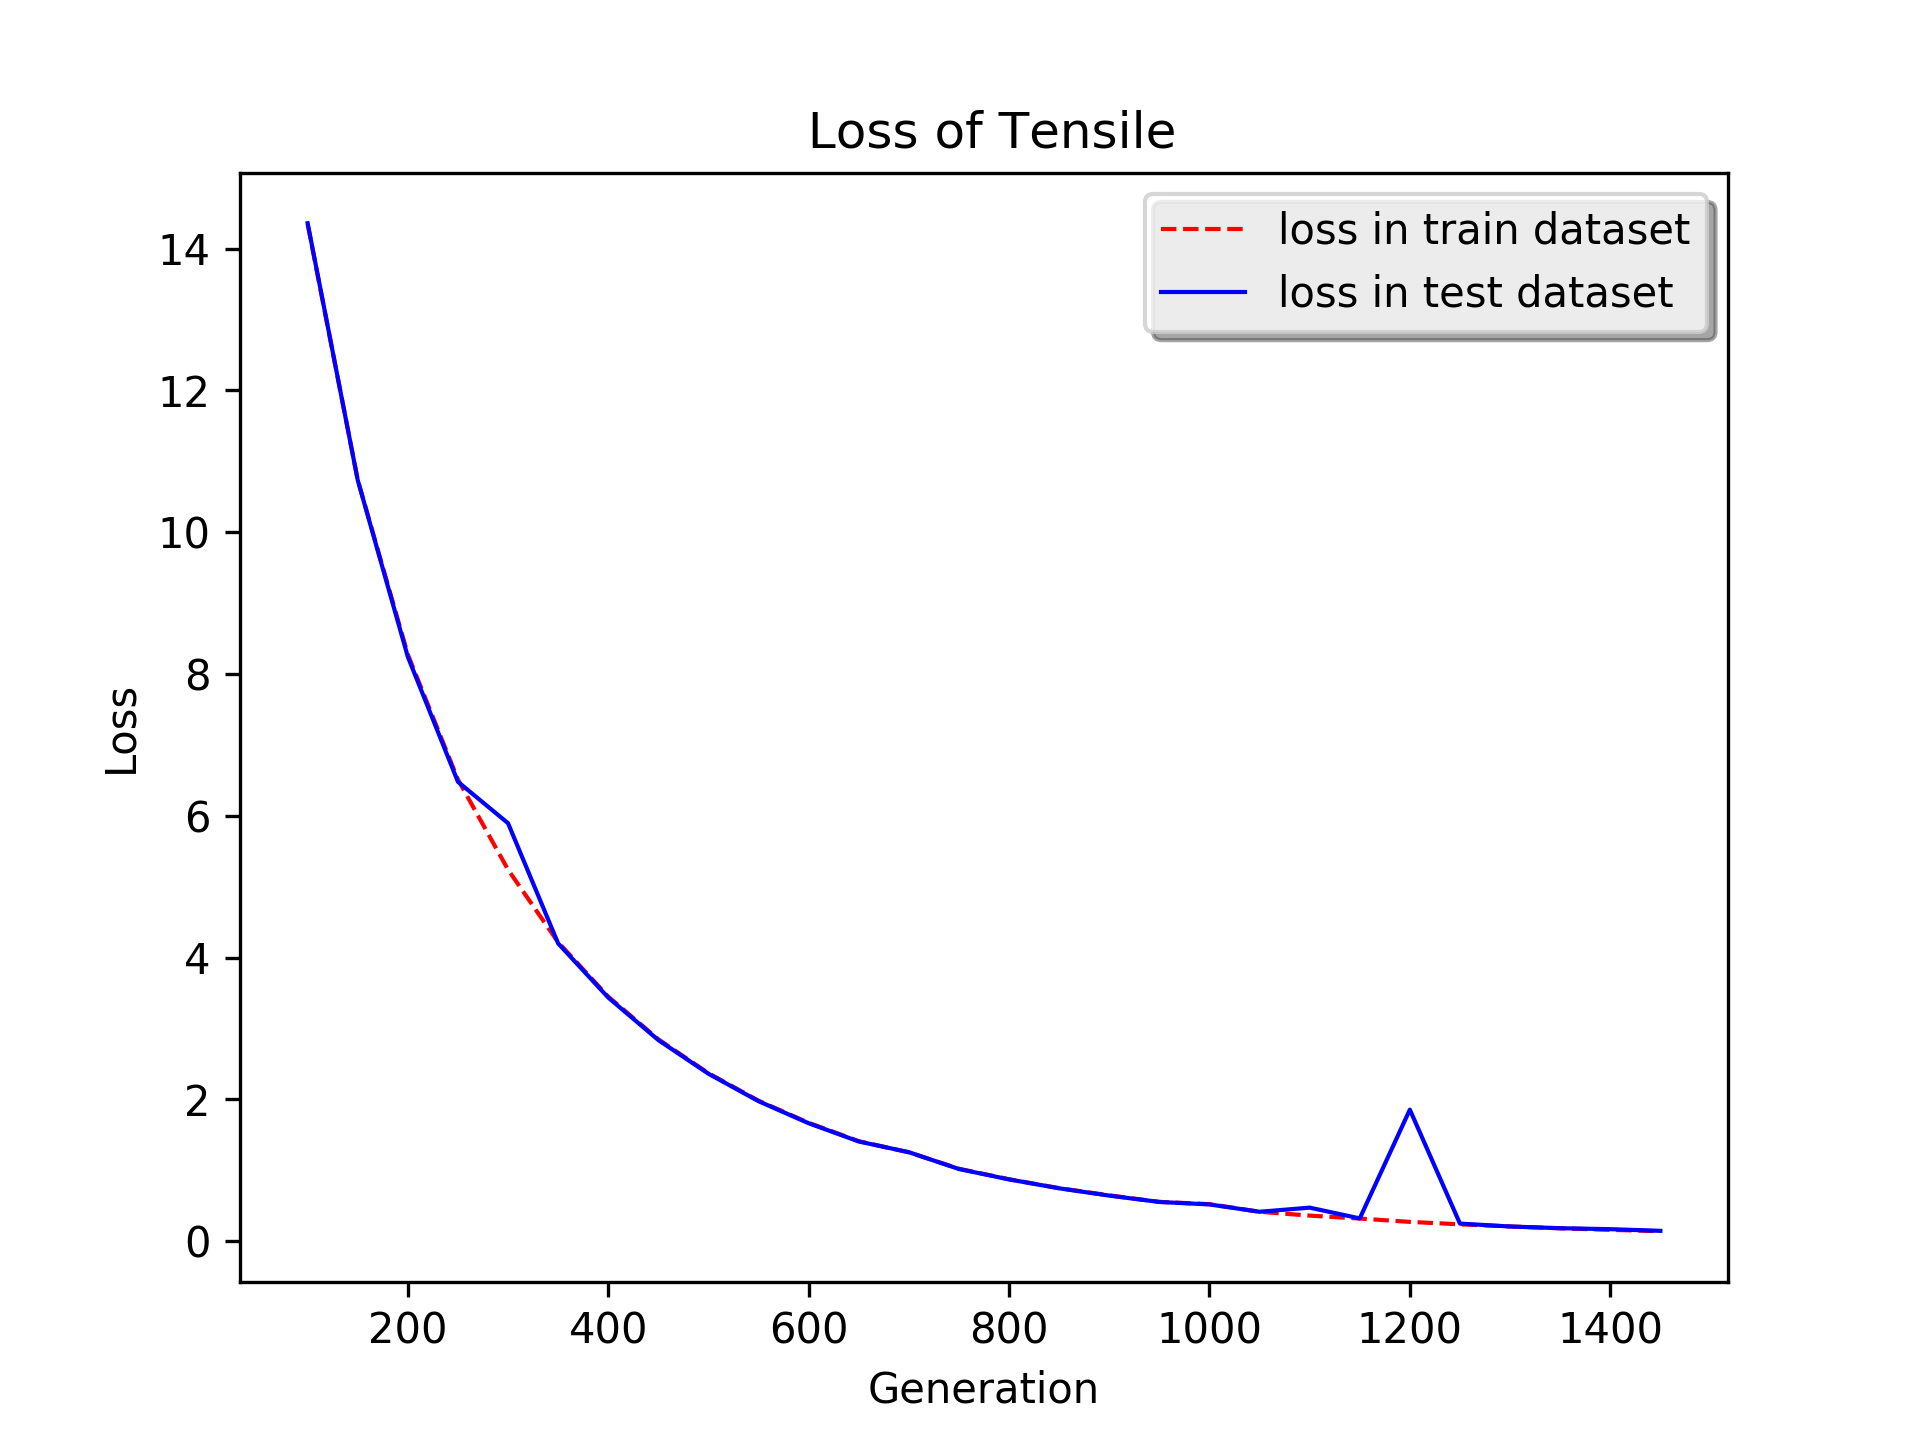 Loss of Tensile
loss in train dataset
loss in test dataset
14
12
10
8
6
4
2
0
Loss
200 400 600 800 1000 1200 1400
Generation